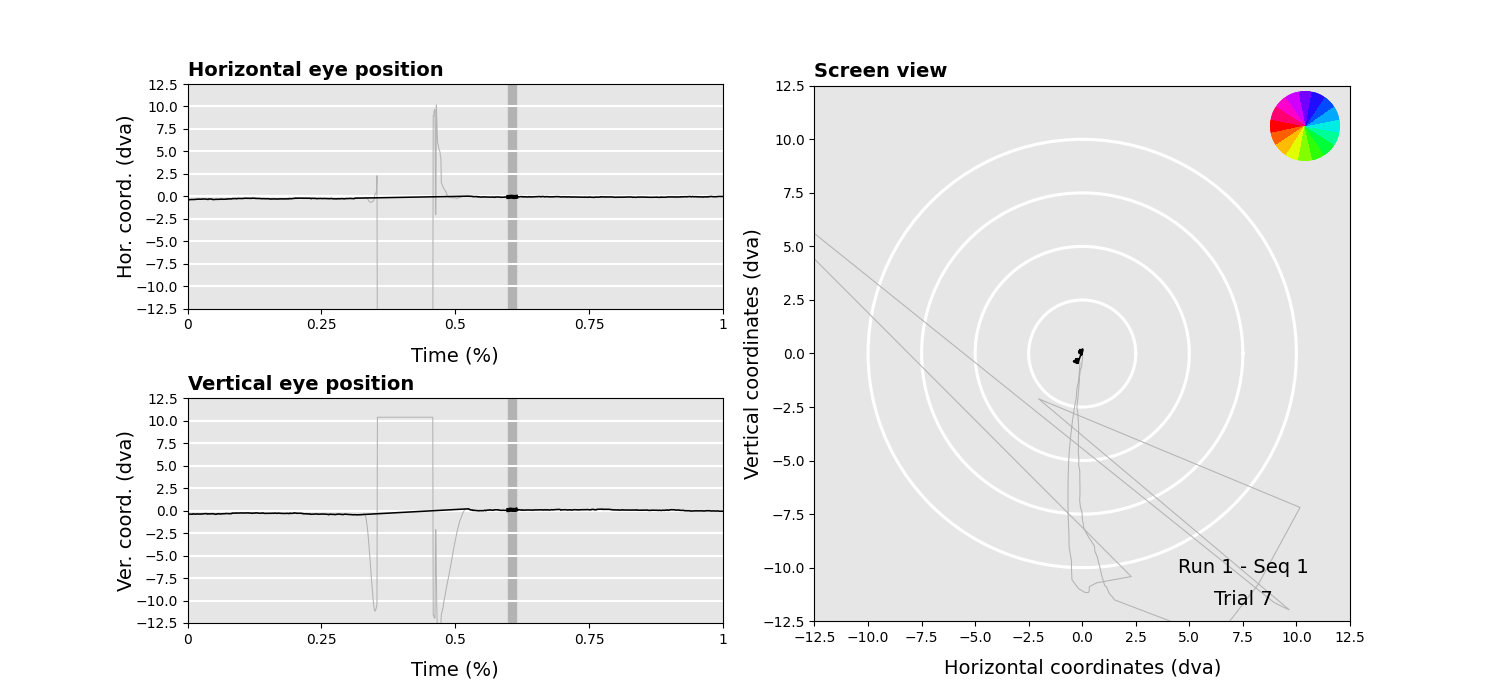 Horizontal eye position
12.5
10.0
7.5
5.0
2.5
0.0
−2.5
−5.0
−7.5
−10.0
−12.5
Hor. coord. (dva)
0 0.25 0.5 0.75 1
Time (%)
Vertical eye position
12.5
10.0
7.5
5.0
2.5
0.0
−2.5
−5.0
−7.5
−10.0
−12.5
Ver. coord. (dva)
0 0.25 0.5 0.75 1
Time (%)
Screen view
12.5
10.0
7.5
5.0
2.5
0.0
−2.5
−5.0
−7.5
−10.0
−12.5
Vertical coordinates (dva)
Run 1 - Seq 1
Trial 7
−12.5 −10.0 −7.5 −5.0 −2.5 0.0 2.5 5.0 7.5 10.0 12.5
Horizontal coordinates (dva)